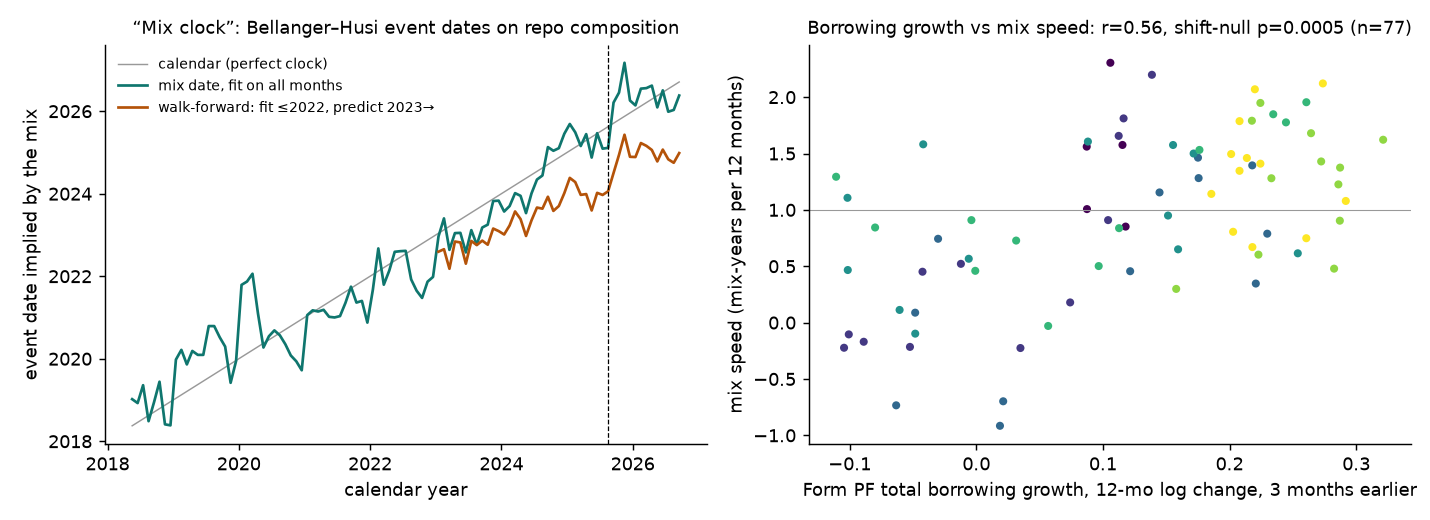 “Mix clock”: Bellanger–Husi event dates on repo composition
calendar (perfect clock)
mix date, fit on all months
walk-forward: fit ≤2022, predict 2023→
event date implied by the mix
2026
2024
2022
2020
2018
2018 2020 2022 2024 2026
calendar year
Borrowing growth vs mix speed: r=0.56, shift-null p=0.0005 (n=77)
mix speed (mix-years per 12 months)
2.0
1.5
1.0
0.5
0.0
−0.5
−1.0
−0.1 0.0 0.1 0.2 0.3
Form PF total borrowing growth, 12-mo log change, 3 months earlier